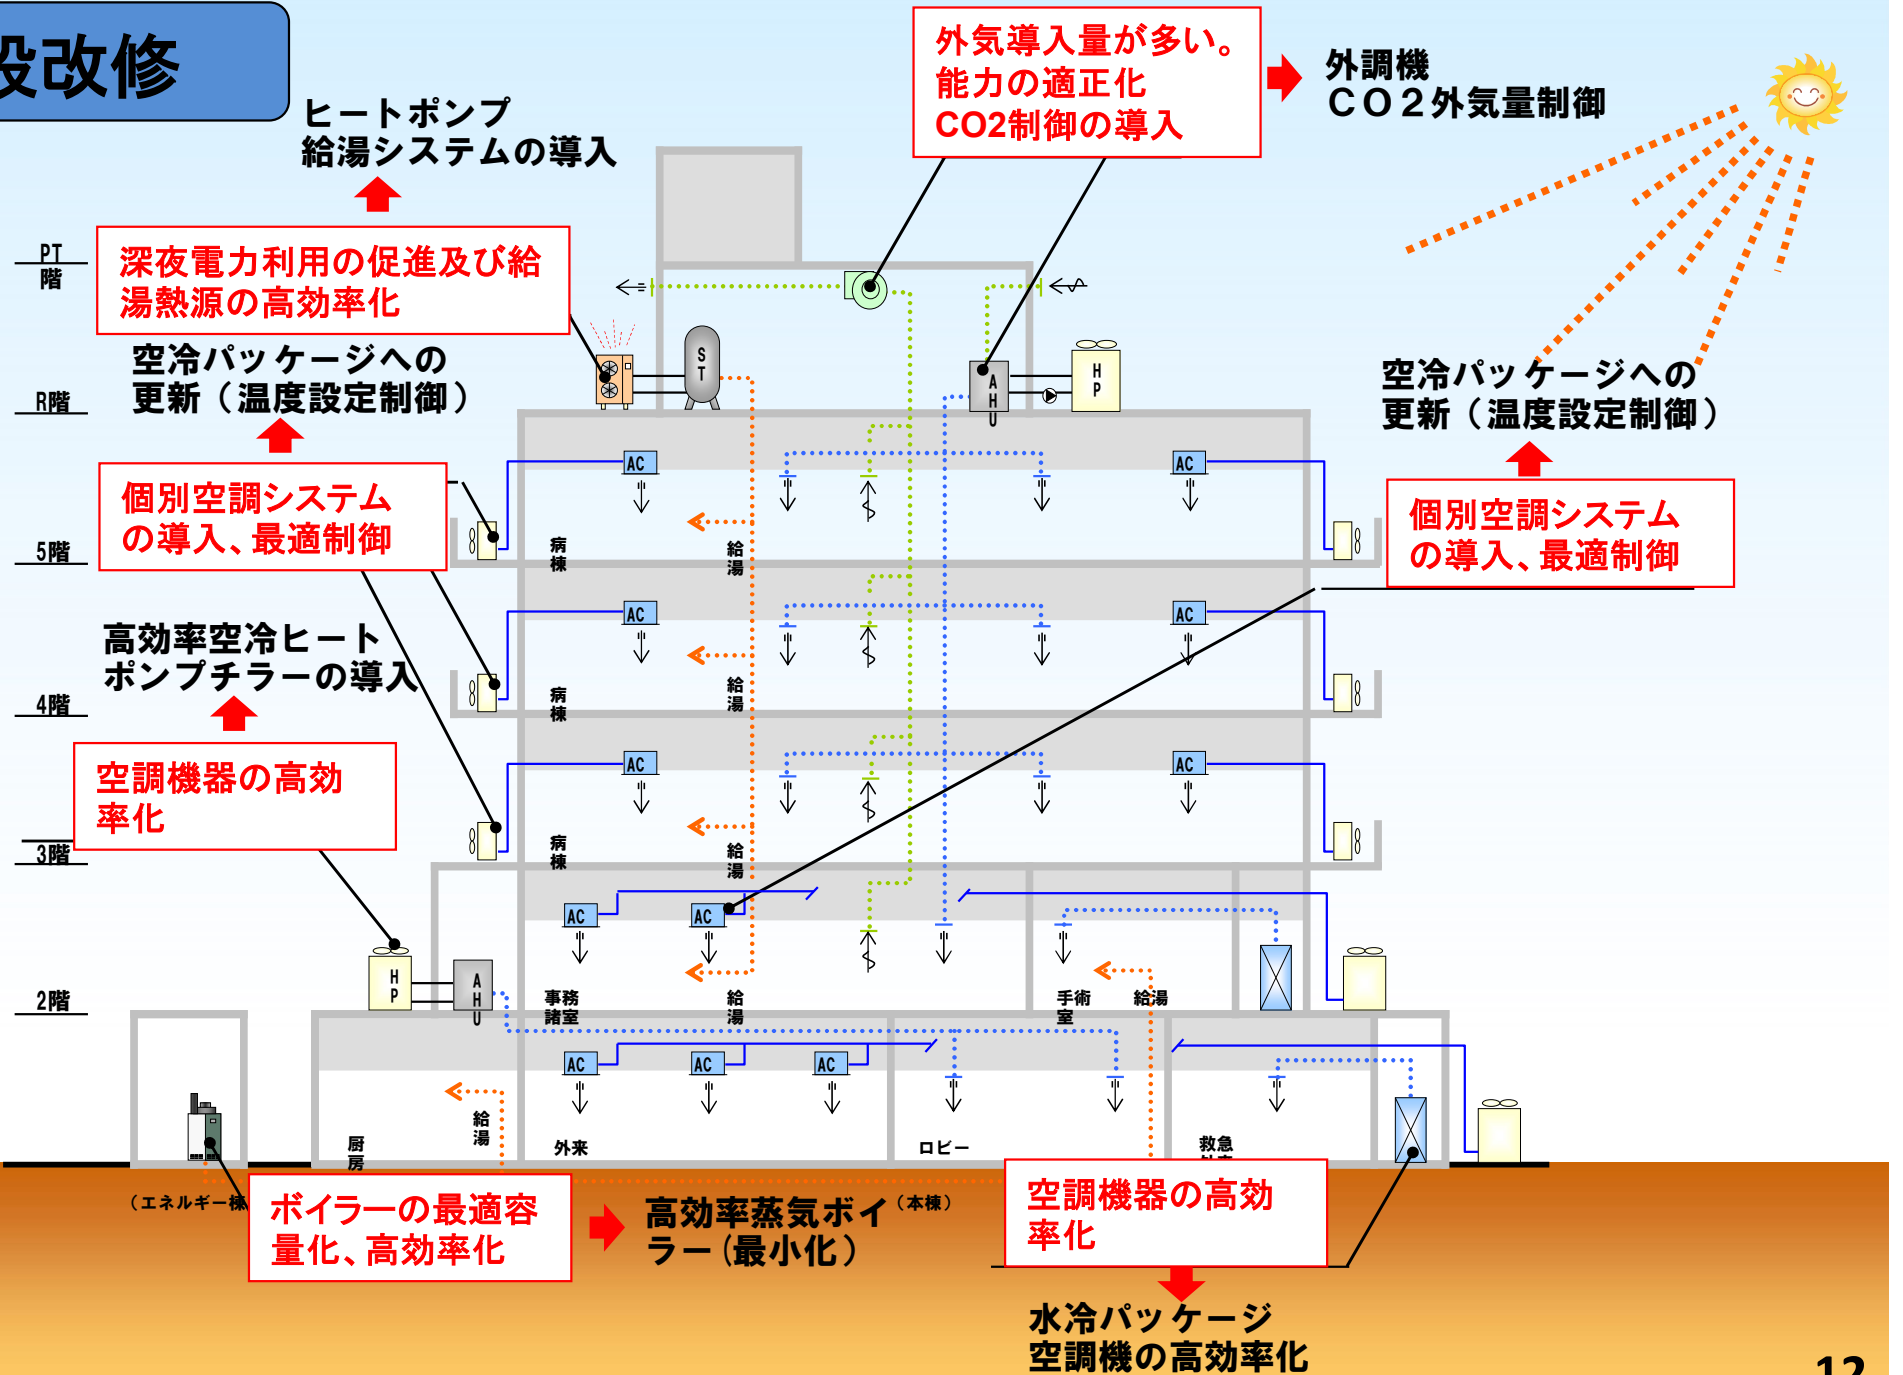 設改修
外気導入量が多い。
能力の適正化
CO2制御の導入
外調機
CO2外気量制御
ヒートポンプ
給湯システムの導入
深夜電力利用の促進及び給
湯熱源の高効率化
PT
階
R階
5階
4階
3階
2階
空冷パッケージへの
更新（温度設定制御）
個別空調システム
の導入、最適制御
高効率空冷ヒート
ポンプチラーの導入
空調機器の高効
率化
空冷パッケージへの
更新（温度設定制御）
個別空調システム
の導入、最適制御
ST
AHU
HP
AC
AC
病棟
給湯
AC
AC
病棟
給湯
AC
AC
病棟
給湯
AC
AC
HP
AHU
事務
諸室
給湯
手術
室
給湯
AC
AC
AC
厨房
給湯
外来
ロビー
救急
（エネルギー棟
（本棟）
ボイラーの最適容
量化、高効率化
高効率蒸気ボイ
ラー（最小化）
空調機器の高効
率化
水冷パッケージ
空調機の高効率化
12